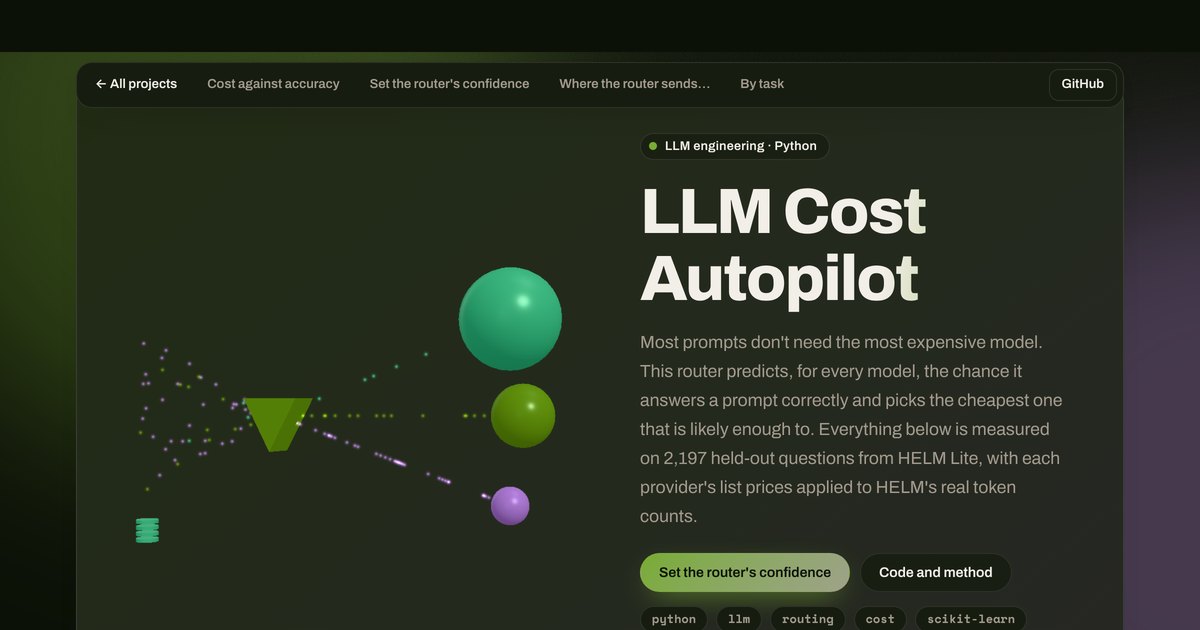 ← All projects Cost against accuracy Set the router's confidence Where the router sends... By task GitHub
LLM engineering · Python
LLM Cost
Autopilot
Most prompts don't need the most expensive model.
This router predicts, for every model, the chance it
answers a prompt correctly and picks the cheapest one
that is likely enough to. Everything below is measured
on 2,197 held-out questions from HELM Lite, with each
provider's list prices applied to HELM's real token
counts.
Set the router's confidence Code and method
python llm routing cost scikit-learn